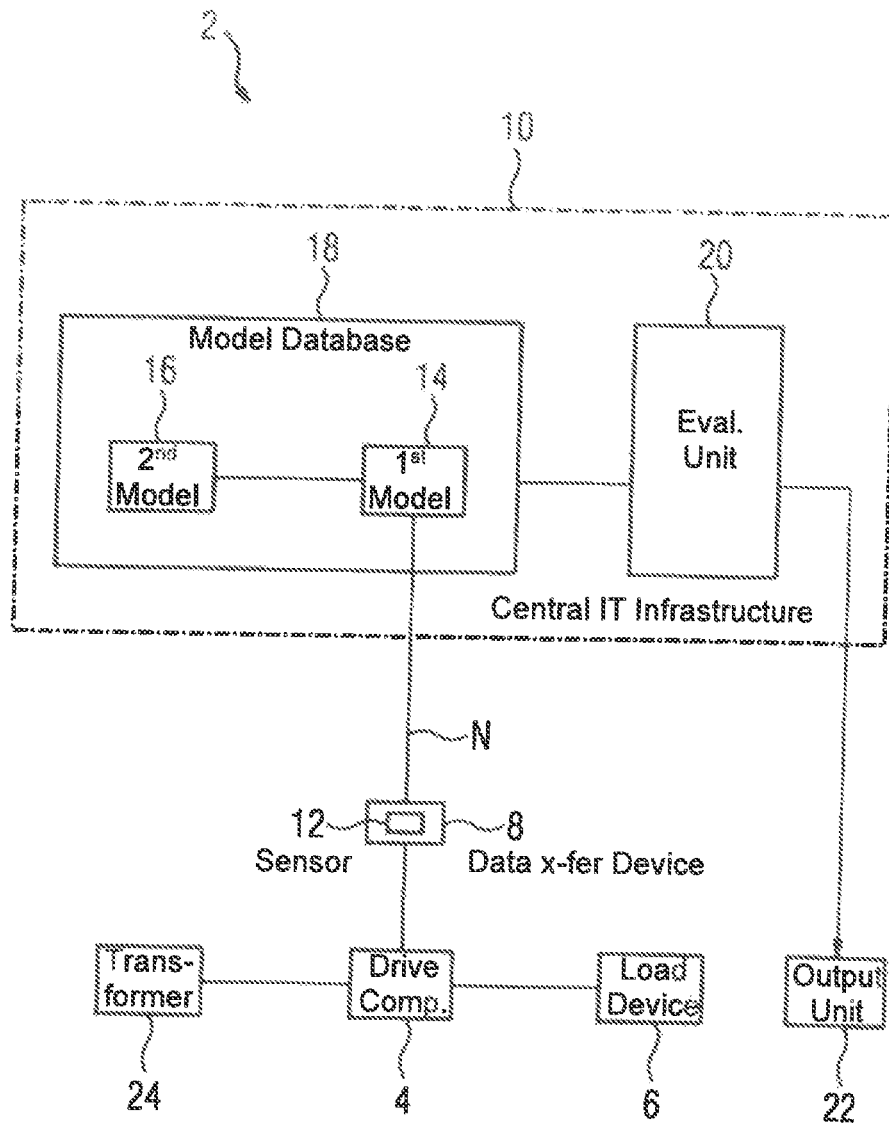 2
10
18
20
Model Database
16
14
2nd
Model
1st
Model
Eval.
Unit
Central IT Infrastructure
N
12
8
Sensor
Data x-fer Device
Trans-
former
Drive
Comp.
Load
Device
Output
Unit
24
4
6
22